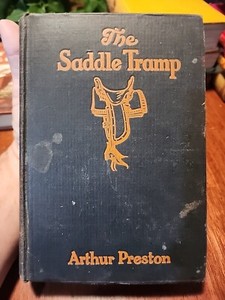 The
Saddle Tramp
Arthur Preston